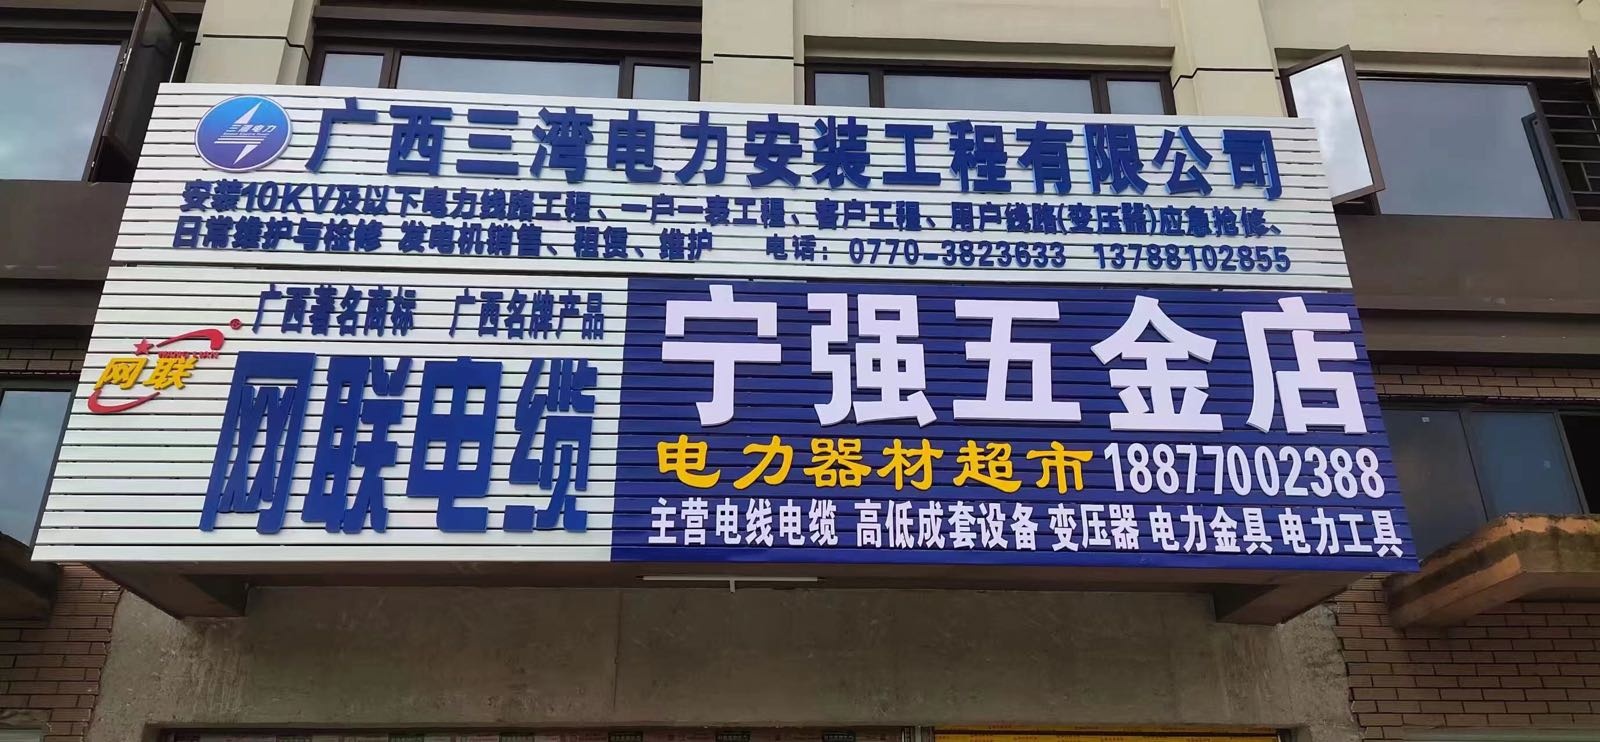 三湾电力
广西三湾电力安装工程有限公司
安装10KV及以下电力线路工程、一户一表工程、客户工程、用户线路(变压器)应急抢修、
日常维护与检修 发电机销售、租赁、维护 电话：0770-3823633 13788102855
广西著名商标 广西名牌产品
网联®
网联电缆
宁强五金店
电力器材超市 18877002388
主营电线电缆 高低成套设备 变压器 电力金具 电力工具